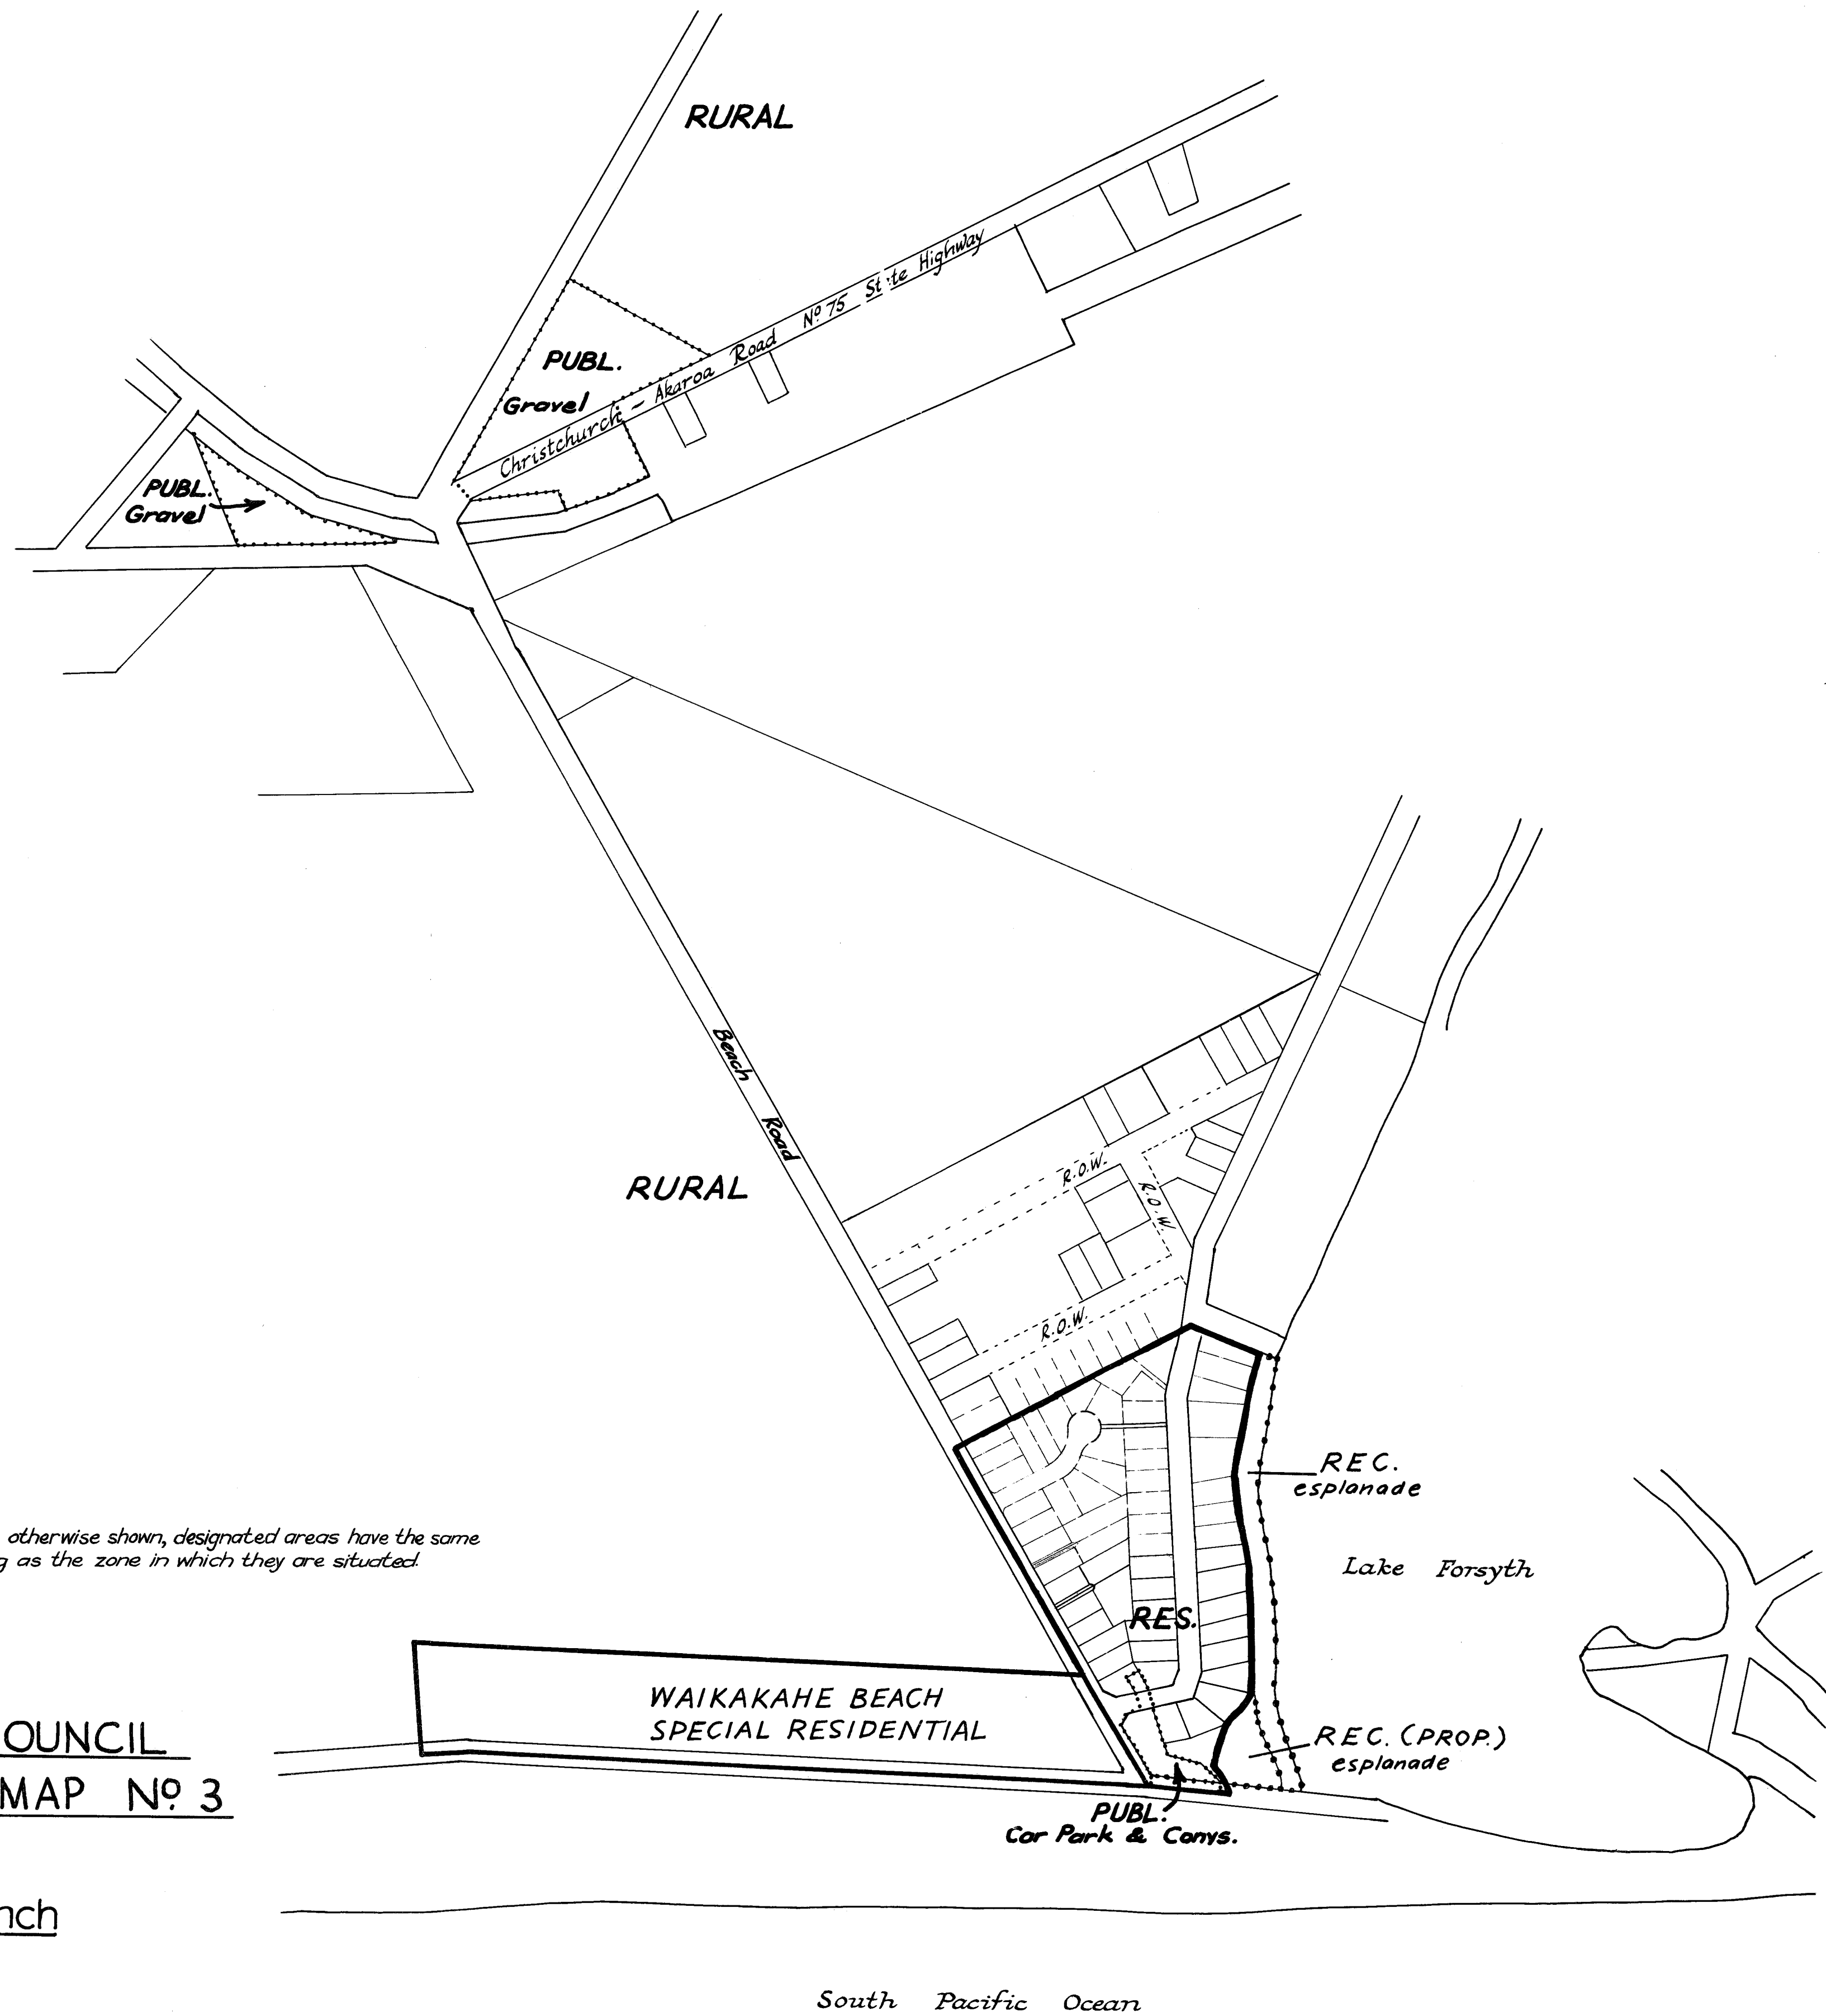 RURAL
Christchurch – Akaroa Road Nº 75 State Highway
PUBL.
Gravel
PUBL.
Gravel
Beach Road
RURAL
R.O.W.
R.O.W.
R.O.W.
REC.
esplanade
otherwise shown, designated areas have the same
g as the zone in which they are situated.
Lake Forsyth
RES.
WAIKAKAHE BEACH
SPECIAL RESIDENTIAL
OUNCIL
MAP Nº 3
REC. (PROP.)
esplanade
PUBL.
Car Park & Convs.
nch
South Pacific Ocean